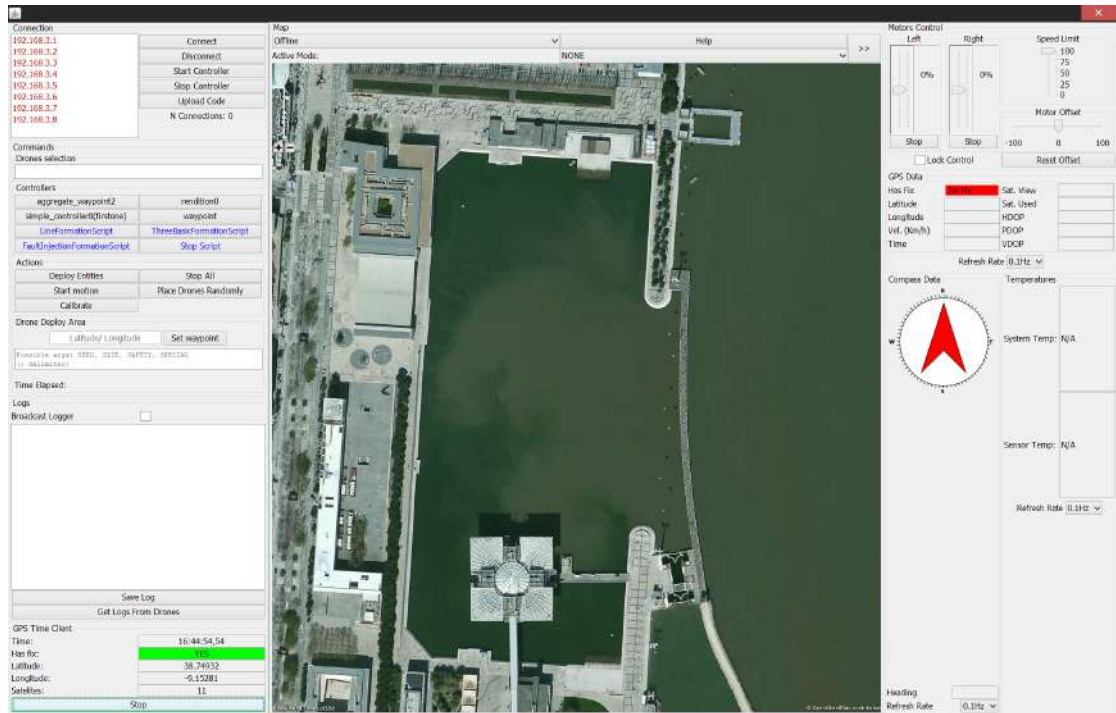 Connection
192.168.3.1
192.168.3.2
192.168.3.3
192.168.3.4
192.168.3.5
192.168.3.6
192.168.3.7
192.168.3.8
Connect
Disconnect
Start Controller
Stop Controller
Upload Code
N Connections: 0
Commands
Drones selection
Controllers
aggregate_waypoint2 rendition0
simple_controller0(firstone) waypoint
LineFormationScript ThreeBasicFormationScript
FaultInjectionFormationScript Stop Script
Actions
Deploy Entities Stop All
Start motion Place Drones Randomly
Calibrate
Drone Deploy Area
Latitude/ Longitude Set waypoint
Possible args: SEED, SIZE, SAFETY, SPECIAL
(; delimiter)
Time Elapsed:
Logs
Broadcast Logger
Save Log
Get Logs From Drones
GPS Time Client
Time: 16:44:54,54
Has fix: YES
Latitude: 38.74932
Longitude: -9.15281
Satelites: 11
Stop
Map
Offline Help
Active Mode: NONE >>
Motors Control
Left Right Speed Limit
0% 0%
100
75
50
25
0
Motor Offset
Stop Stop -100 0 100
Lock Control Reset Offset
GPS Data
Has Fix No Fix Sat. View
Latitude Sat. Used
Longitude HDOP
Vel. (Km/h) PDOP
Time VDOP
Refresh Rate 0.1Hz
Compass Data Temperatures
N
W E
S
System Temp: N/A
Sensor Temp: N/A
Refresh Rate 0.1Hz
Heading
Refresh Rate 0.1Hz